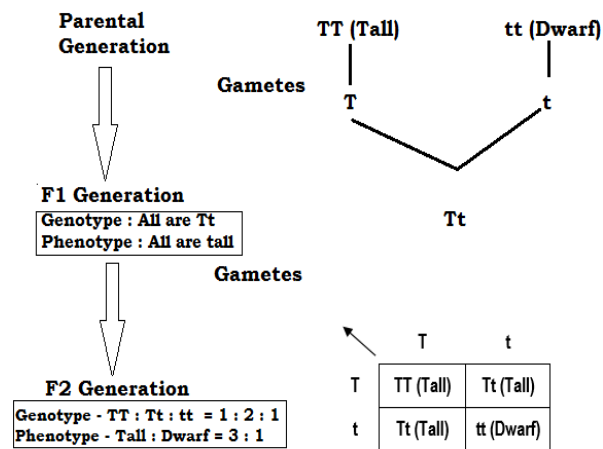 Parental
Generation
TT (Tall)
tt (Dwarf)
Gametes
T
t
F1 Generation
Genotype : All are Tt
Phenotype : All are tall
Tt
Gametes
T
t
F2 Generation
Genotype - TT : Tt : tt = 1 : 2 : 1
Phenotype - Tall : Dwarf = 3 : 1
T
TT (Tall)
Tt (Tall)
t
Tt (Tall)
tt (Dwarf)